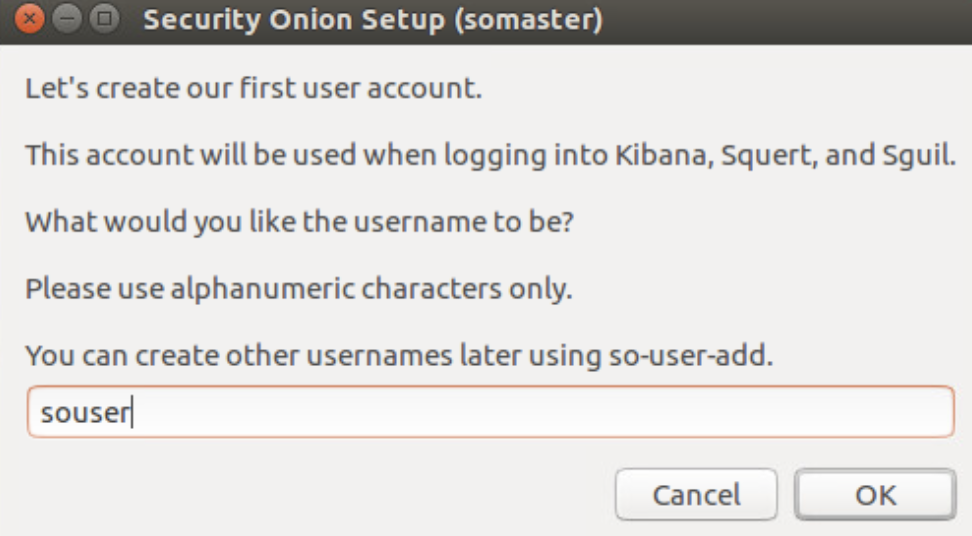 Security Onion Setup (somaster)
Let's create our first user account.
This account will be used when logging into Kibana, Squert, and Sguil.
What would you like the username to be?
Please use alphanumeric characters only.
You can create other usernames later using so-user-add.
souser
Cancel
OK